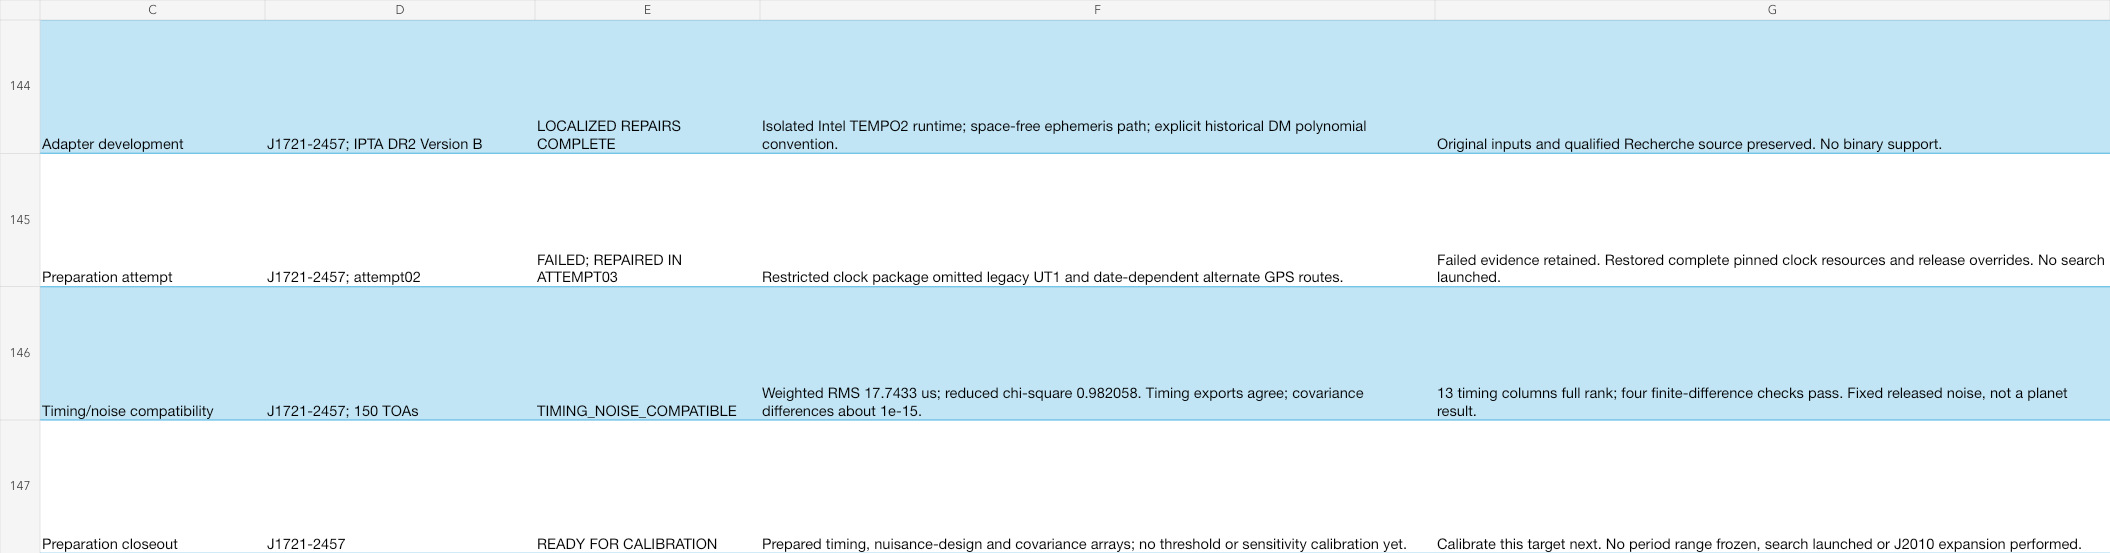 C D E F G
144
Adapter development
J1721-2457; IPTA DR2 Version B
LOCALIZED REPAIRS
COMPLETE
Isolated Intel TEMPO2 runtime; space-free ephemeris path; explicit historical DM polynomial
convention.
Original inputs and qualified Recherche source preserved. No binary support.
145
Preparation attempt
J1721-2457; attempt02
FAILED; REPAIRED IN
ATTEMPT03
Restricted clock package omitted legacy UT1 and date-dependent alternate GPS routes.
Failed evidence retained. Restored complete pinned clock resources and release overrides. No search
launched.
146
Timing/noise compatibility
J1721-2457; 150 TOAs
TIMING_NOISE_COMPATIBLE
Weighted RMS 17.7433 us; reduced chi-square 0.982058. Timing exports agree; covariance
differences about 1e-15.
13 timing columns full rank; four finite-difference checks pass. Fixed released noise, not a planet
result.
147
Preparation closeout
J1721-2457
READY FOR CALIBRATION
Prepared timing, nuisance-design and covariance arrays; no threshold or sensitivity calibration yet.
Calibrate this target next. No period range frozen, search launched or J2010 expansion performed.